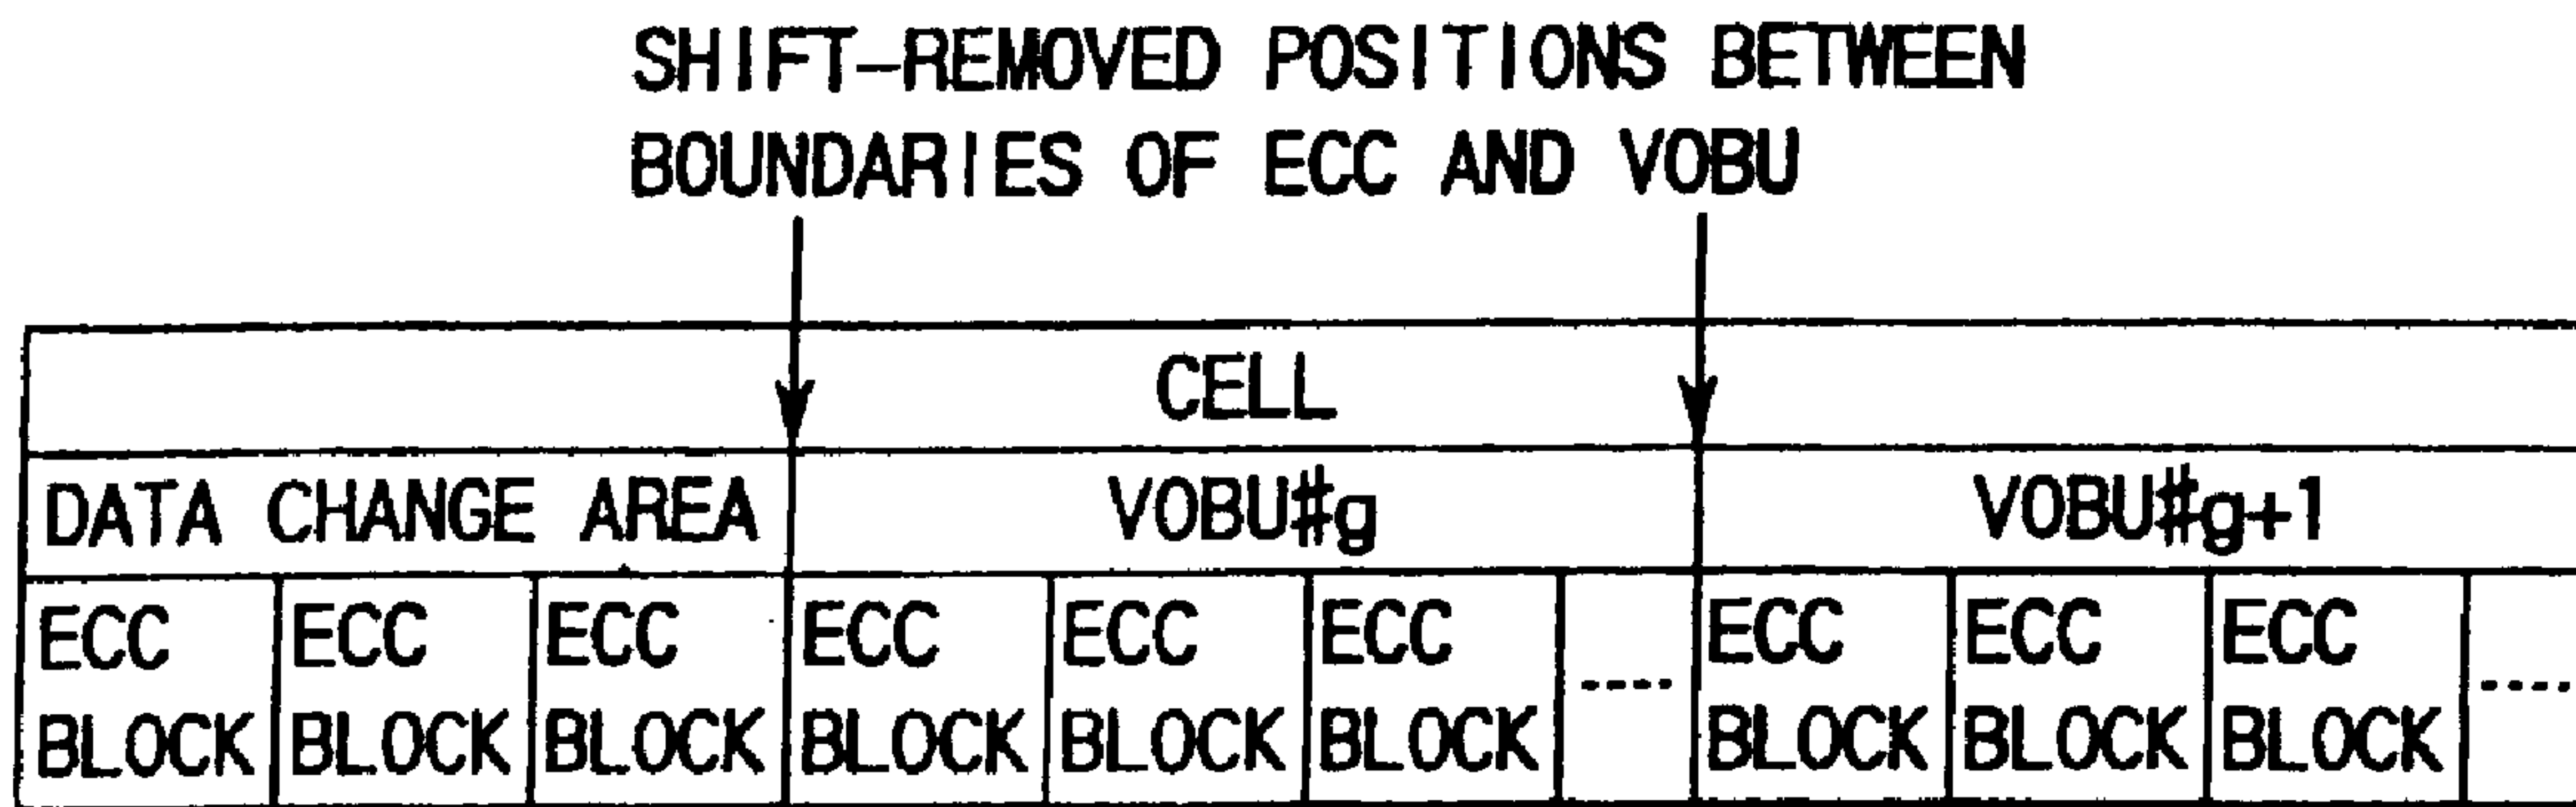 SHIFT-REMOVED POSITIONS BETWEEN
BOUNDARIES OF ECC AND VOBU
CELL
DATA CHANGE AREA VOBU#g VOBU#g+1
ECC ECC ECC ECC ECC ECC ---- ECC ECC ECC ----
BLOCK BLOCK BLOCK BLOCK BLOCK BLOCK BLOCK BLOCK BLOCK